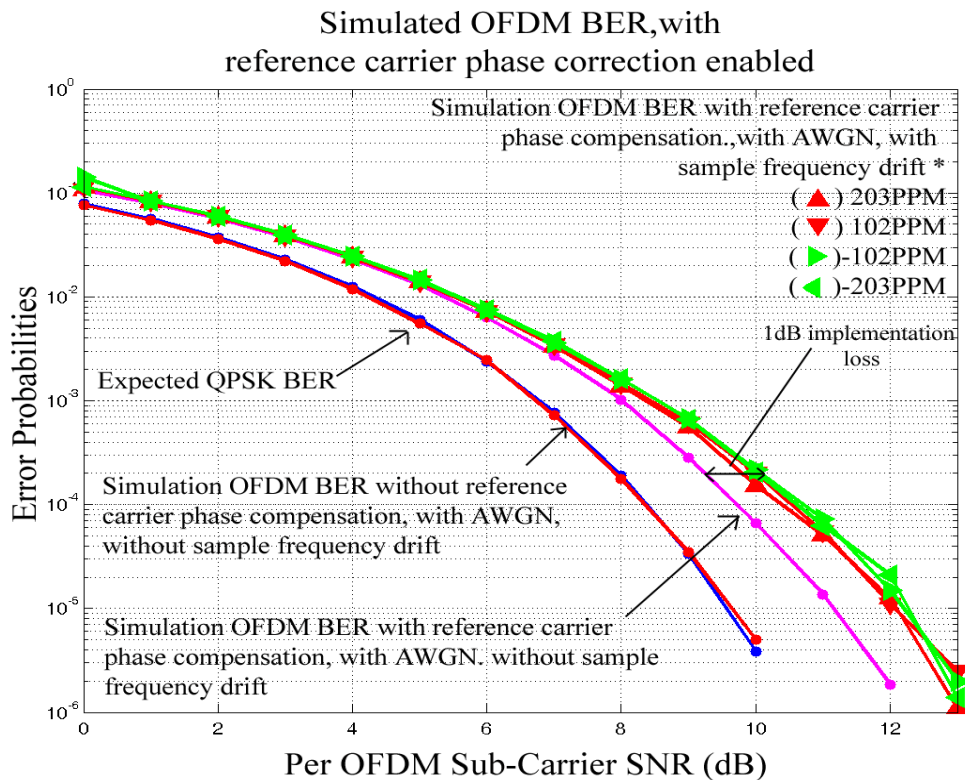 Simulated OFDM BER,with
reference carrier phase correction enabled
Simulation OFDM BER with reference carrier
phase compensation.,with AWGN, with
sample frequency drift *
( ) 203PPM
( ) 102PPM
( )-102PPM
( )-203PPM
1dB implementation
loss
Expected QPSK BER
Simulation OFDM BER without reference
carrier phase compensation, with AWGN,
without sample frequency drift
Simulation OFDM BER with reference carrier
phase compensation, with AWGN. without sample
frequency drift
Error Probabilities
10^0
10^-1
10^-2
10^-3
10^-4
10^-5
10^-6
0 2 4 6 8 10 12
Per OFDM Sub-Carrier SNR (dB)